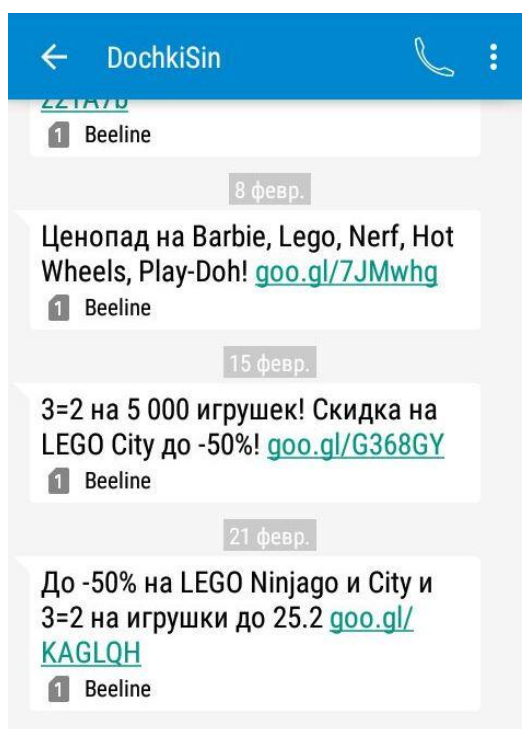 DochkiSin
1 Beeline
8 февр.
Ценопад на Barbie, Lego, Nerf, Hot
Wheels, Play-Doh! goo.gl/7JMwhg
1 Beeline
15 февр.
3=2 на 5 000 игрушек! Скидка на
LEGO City до -50%! goo.gl/G368GY
1 Beeline
21 февр.
До -50% на LEGO Ninjago и City и
3=2 на игрушки до 25.2 goo.gl/
KAGLQH
1 Beeline